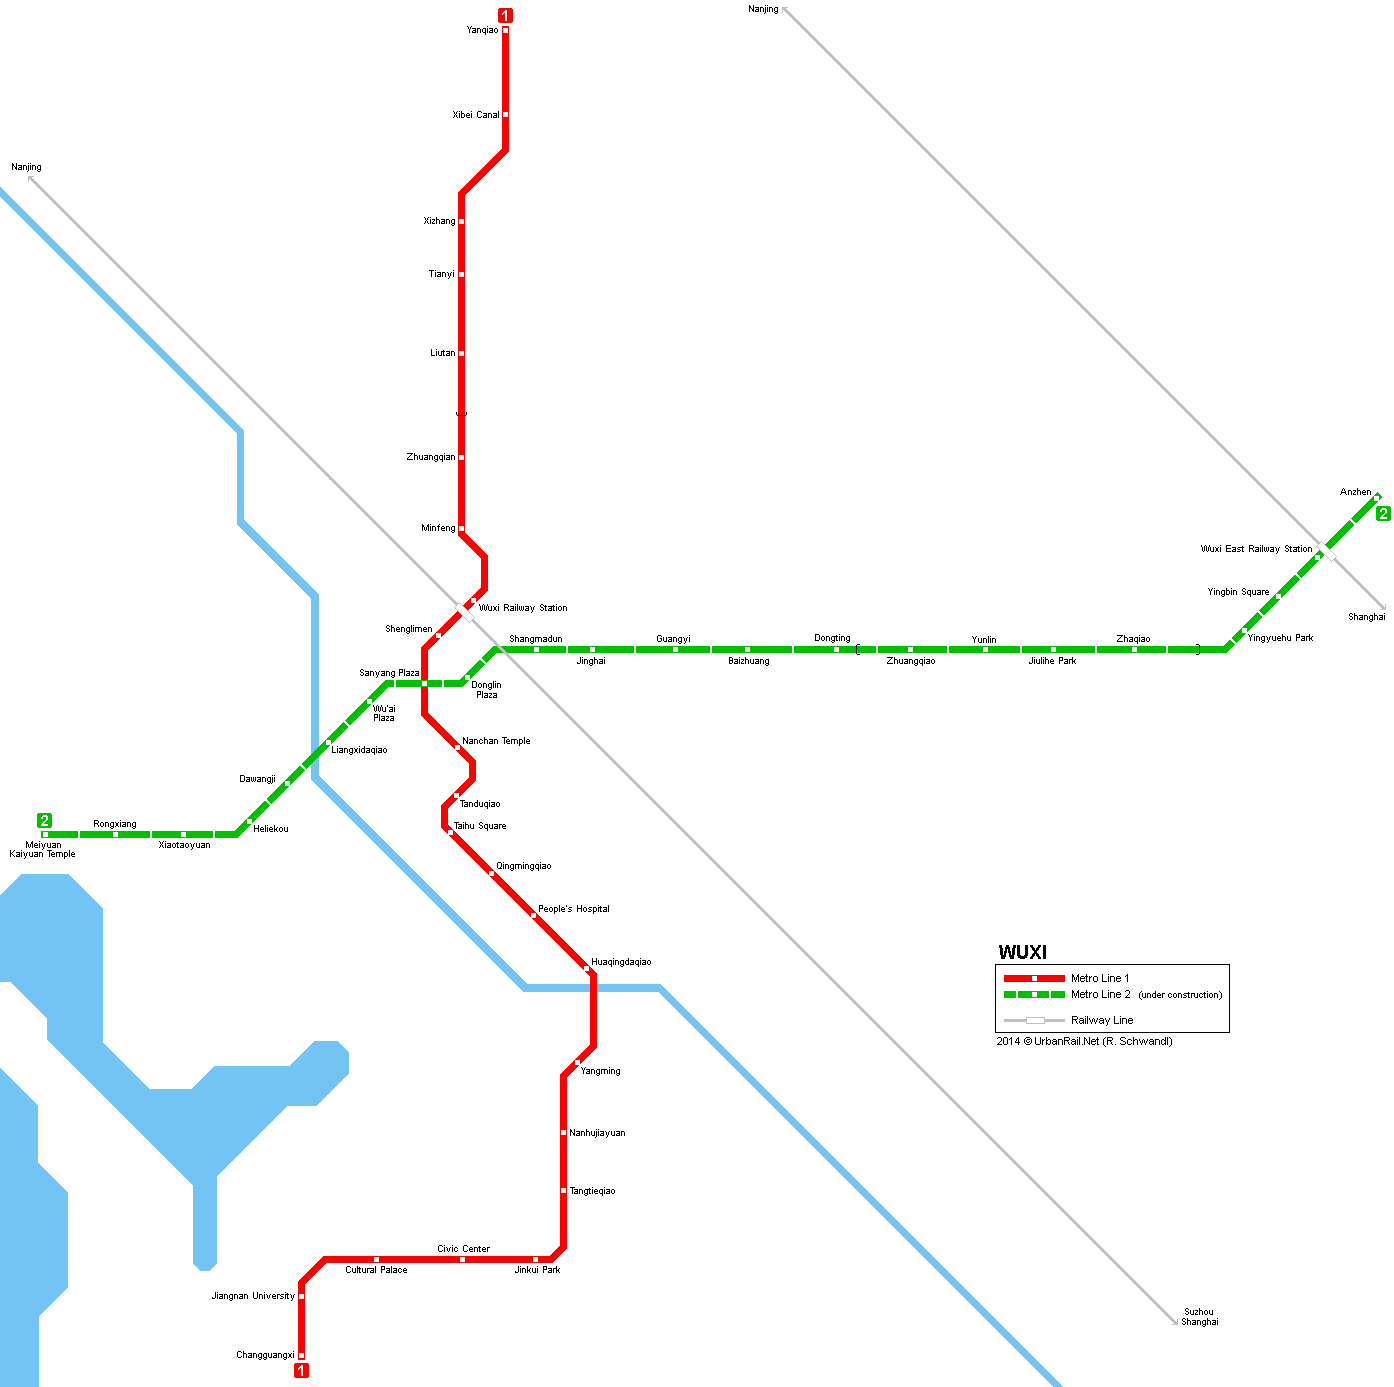 1
Nanjing
Yanqiao
Xibei Canal
Nanjing
Xizhang
Tianyi
Liutan
Zhuangqian
Anzhen
2
Minfeng
Wuxi East Railway Station
Yingbin Square
Wuxi Railway Station
Shanghai
Shenglimen
Shangmadun
Guangyi
Dongting
Yunlin
Zhaqiao
Yingyuehu Park
Jinghai
Baizhuang
Zhuangqiao
Jiulihe Park
Sanyang Plaza
Donglin
Plaza
Wu'ai
Plaza
Nanchan Temple
Liangxidaqiao
Dawangji
Tanduqiao
2
Rongxiang
Heliekou
Taihu Square
Meiyuan
Kaiyuan Temple
Xiaotaoyuan
Qingmingqiao
People's Hospital
Huaqingdaqiao
WUXI
Metro Line 1
Metro Line 2 (under construction)
Railway Line
2014 © UrbanRail.Net (R. Schwandl)
Yangming
Nanhujiayuan
Tangtieqiao
Civic Center
Cultural Palace
Jinkui Park
Jiangnan University
Suzhou
Shanghai
Changguangxi
1